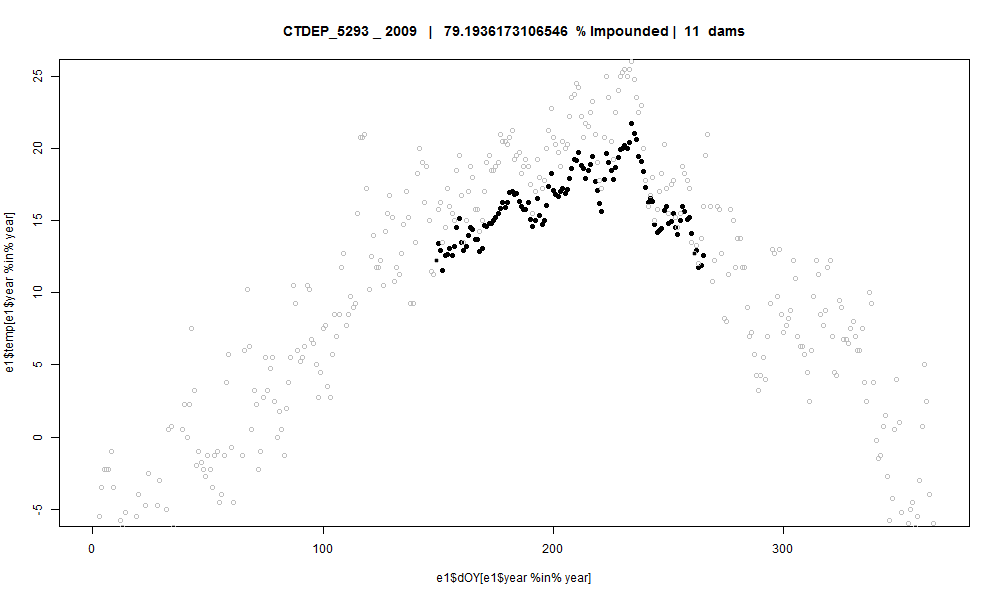 CTDEP_5293 _ 2009 | 79.1936173106546 % Impounded | 11 dams
e1$temp[e1$year %in% year]
25
20
15
10
5
0
-5
0 100 200 300
e1$dOY[e1$year %in% year]